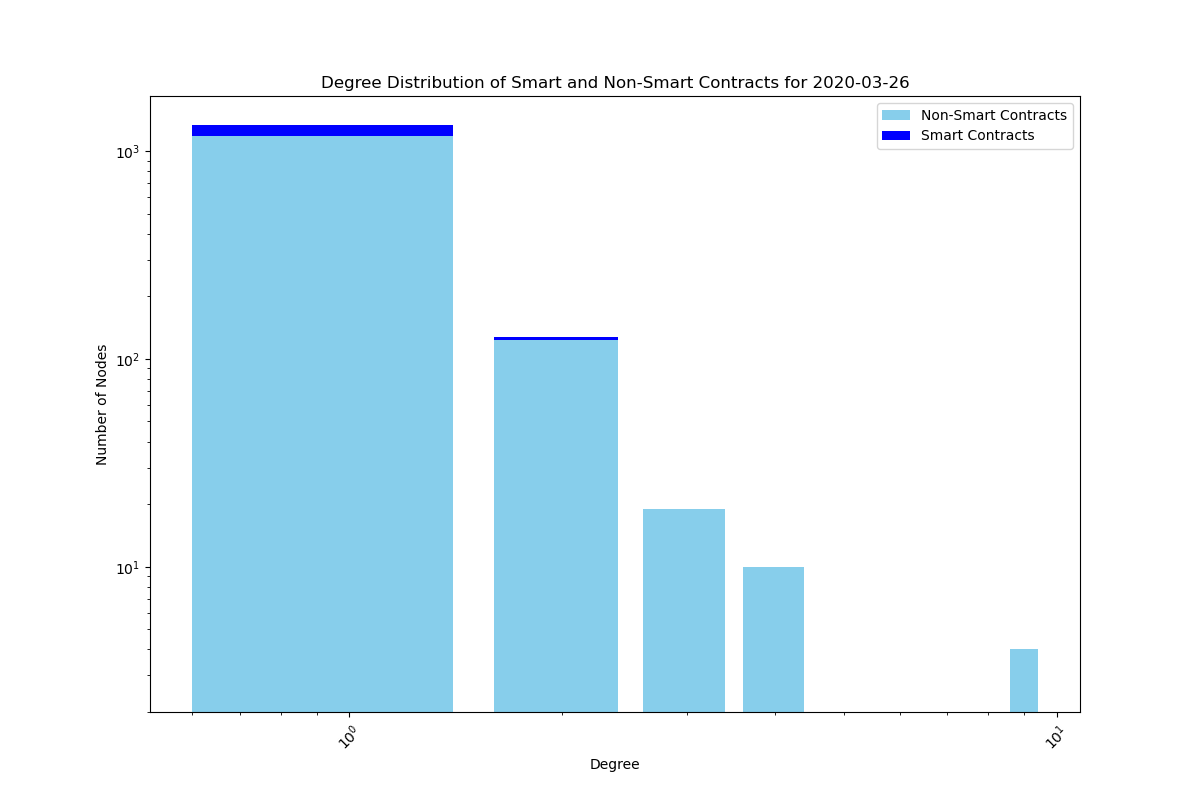 Degree Distribution of Smart and Non-Smart Contracts for 2020-03-26
Non-Smart Contracts
Smart Contracts
Number of Nodes
10³
10²
10¹
10⁰
10¹
Degree